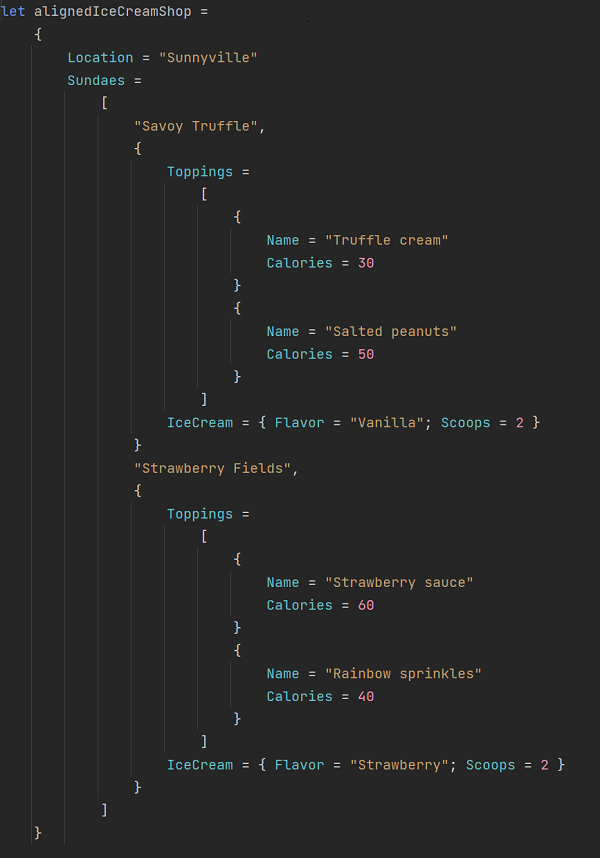 let alignedIceCreamShop =
    {
        Location = "Sunnyville"
        Sundaes =
            [
                "Savoy Truffle",
                {
                    Toppings =
                        [
                            {
                                Name = "Truffle cream"
                                Calories = 30
                            }
                            {
                                Name = "Salted peanuts"
                                Calories = 50
                            }
                        ]
                    IceCream = { Flavor = "Vanilla"; Scoops = 2 }
                }
                "Strawberry Fields",
                {
                    Toppings =
                        [
                            {
                                Name = "Strawberry sauce"
                                Calories = 60
                            }
                            {
                                Name = "Rainbow sprinkles"
                                Calories = 40
                            }
                        ]
                    IceCream = { Flavor = "Strawberry"; Scoops = 2 }
                }
            ]
    }